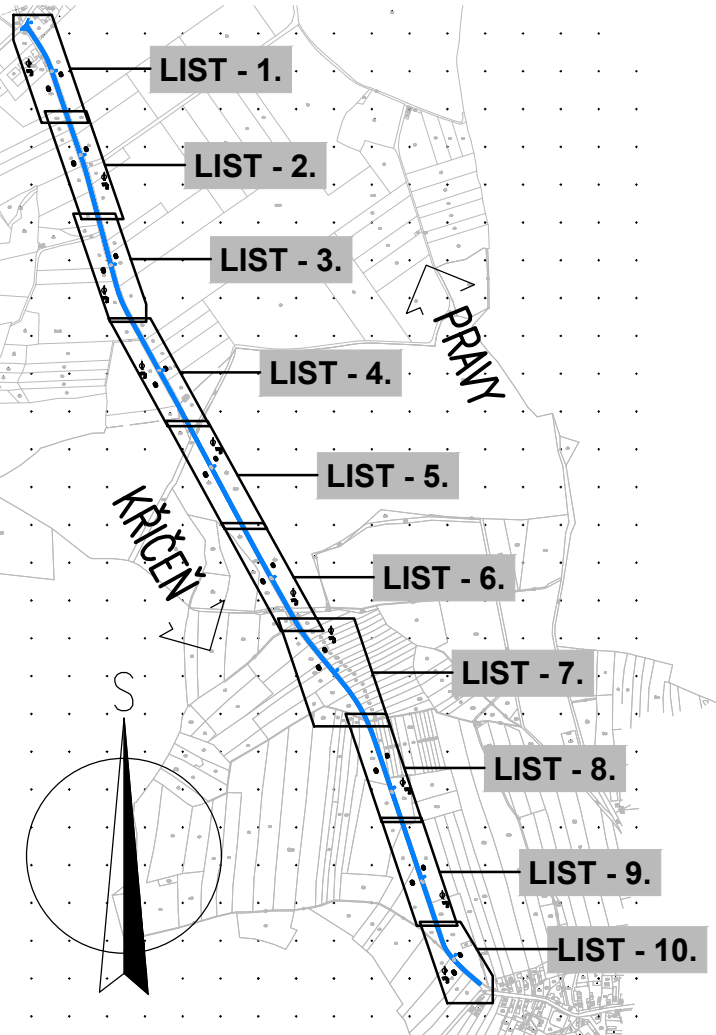 LIST - 1.
LIST - 2.
LIST - 3.
PRAVY
LIST - 4.
LIST - 5.
KŘIČEŇ
LIST - 6.
LIST - 7.
S
LIST - 8.
LIST - 9.
LIST - 10.